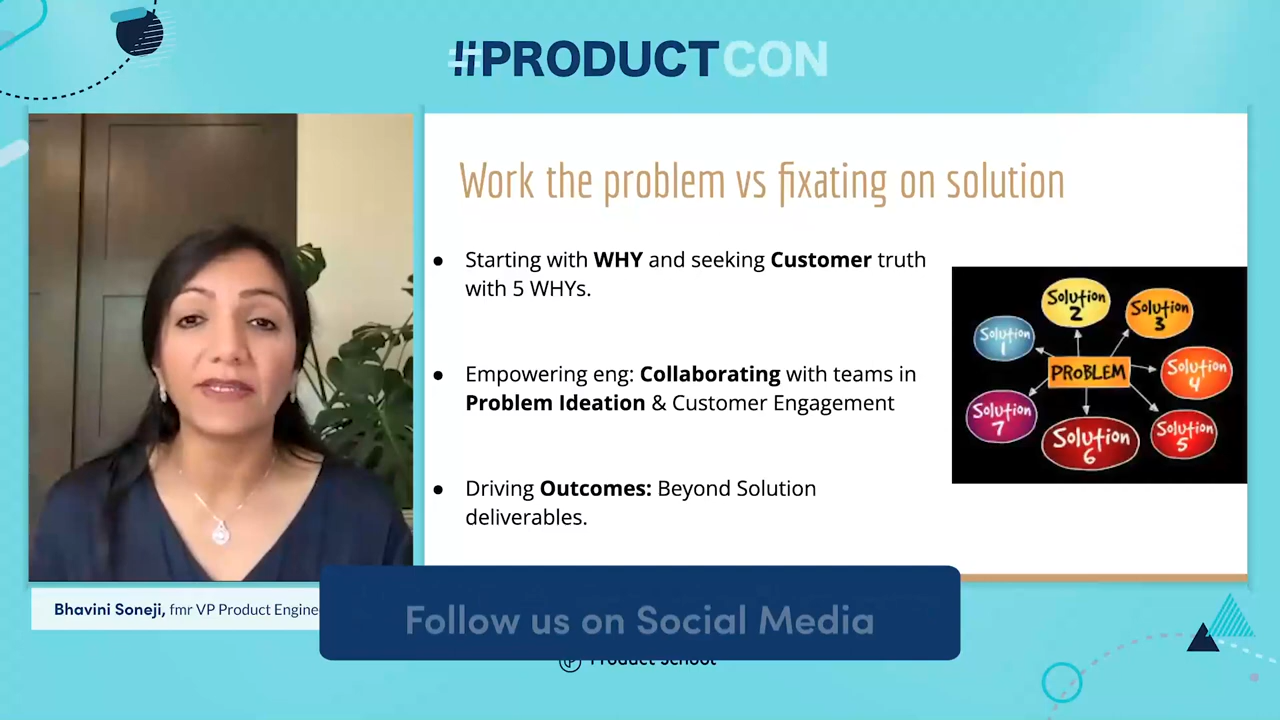 #PRODUCTCON
Work the problem vs fixating on solution
● Starting with WHY and seeking Customer truth
with 5 WHYs.
● Empowering eng: Collaborating with teams in
Problem Ideation & Customer Engagement
● Driving Outcomes: Beyond Solution
deliverables.
Solution
1
Solution
2
Solution
3
PROBLEM
Solution
4
Solution
7
Solution
6
Solution
5
Bhavini Soneji, fmr VP Product Engine
Follow us on Social Media
Product School